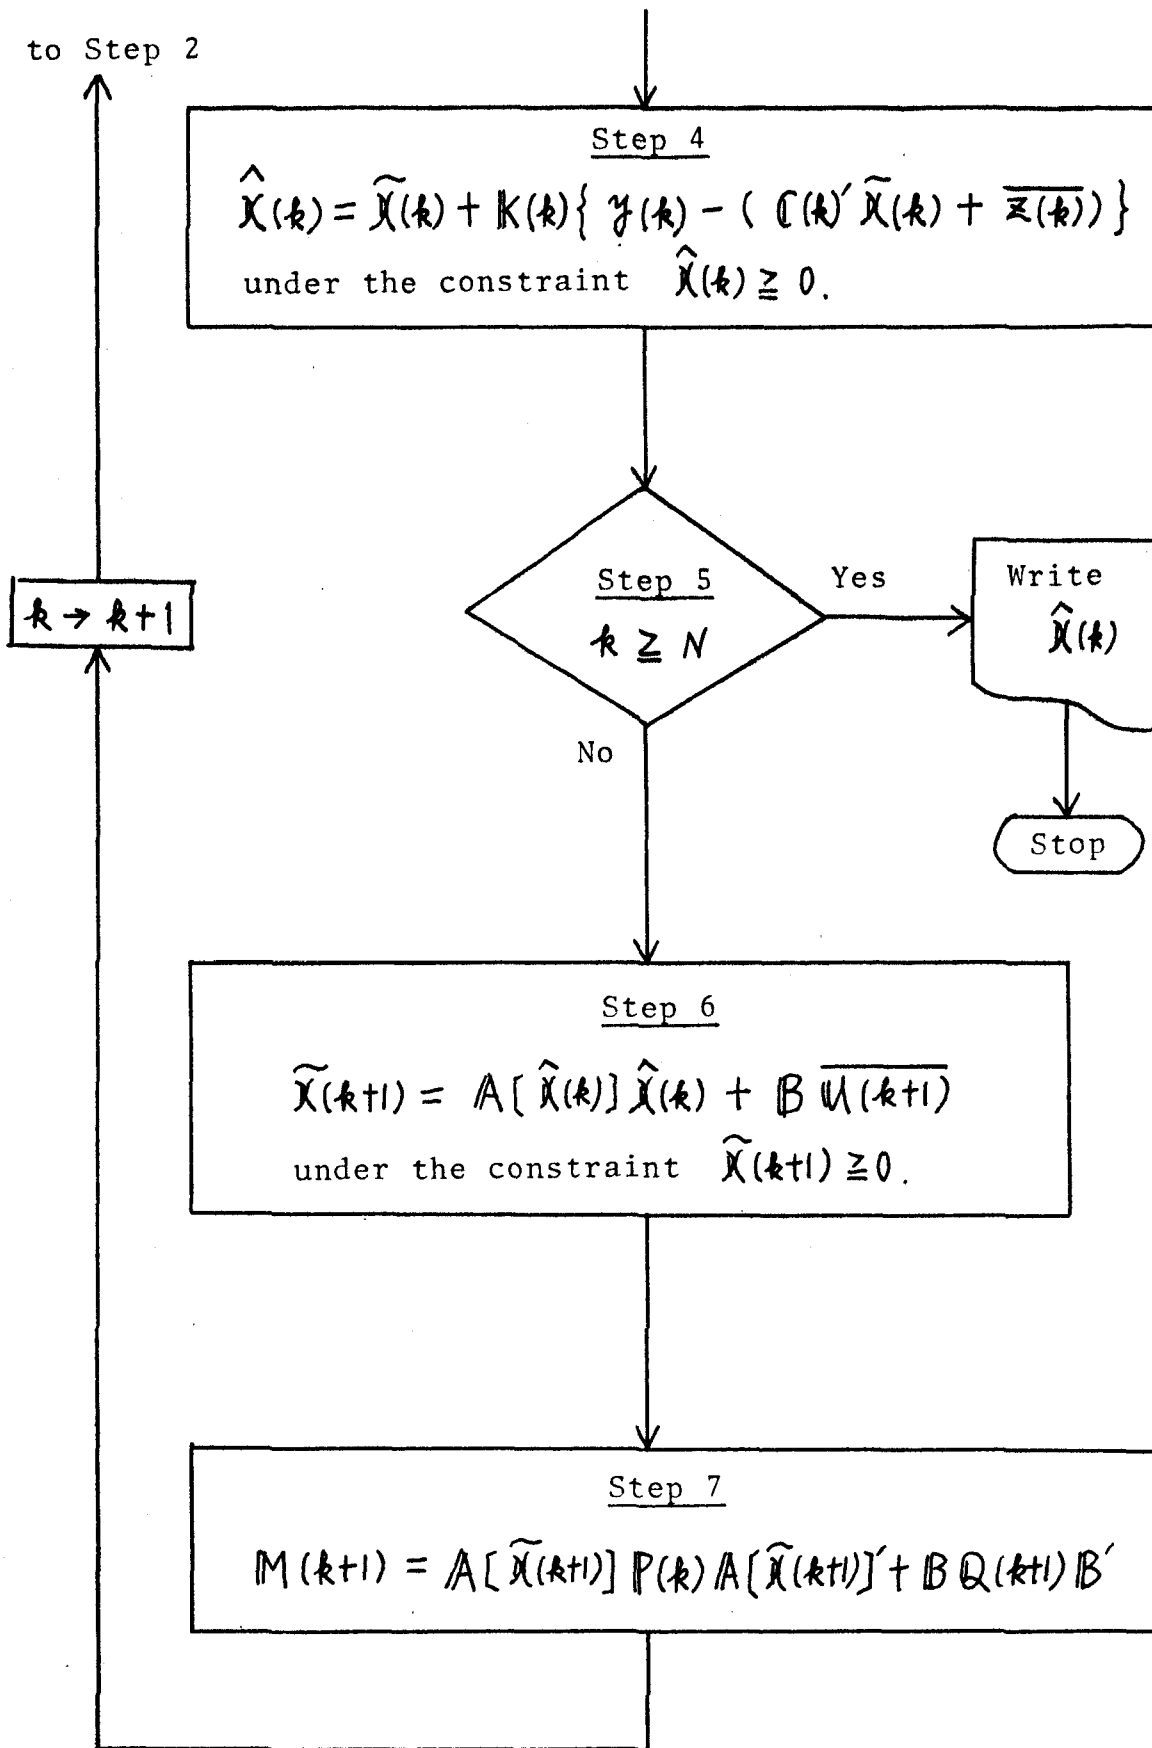 to Step 2
Step 4
x̂(k) = x̃(k) + K(k){ y(k) − ( C(k)′ x̃(k) + z̅(̅k̅)̅ ) }
under the constraint x̂(k) ≧ 0.
Step 5
k ≧ N
Yes
Write
x̂(k)
k → k+1
No
Stop
Step 6
x̃(k+1) = A[ x̂(k)] x̂(k) + B u̅(̅k̅+̅1̅)̅
under the constraint x̃(k+1) ≧ 0.
Step 7
M(k+1) = A[x̃(k+1)] P(k) A[x̃(k+1)]′ + B Q(k+1) B′